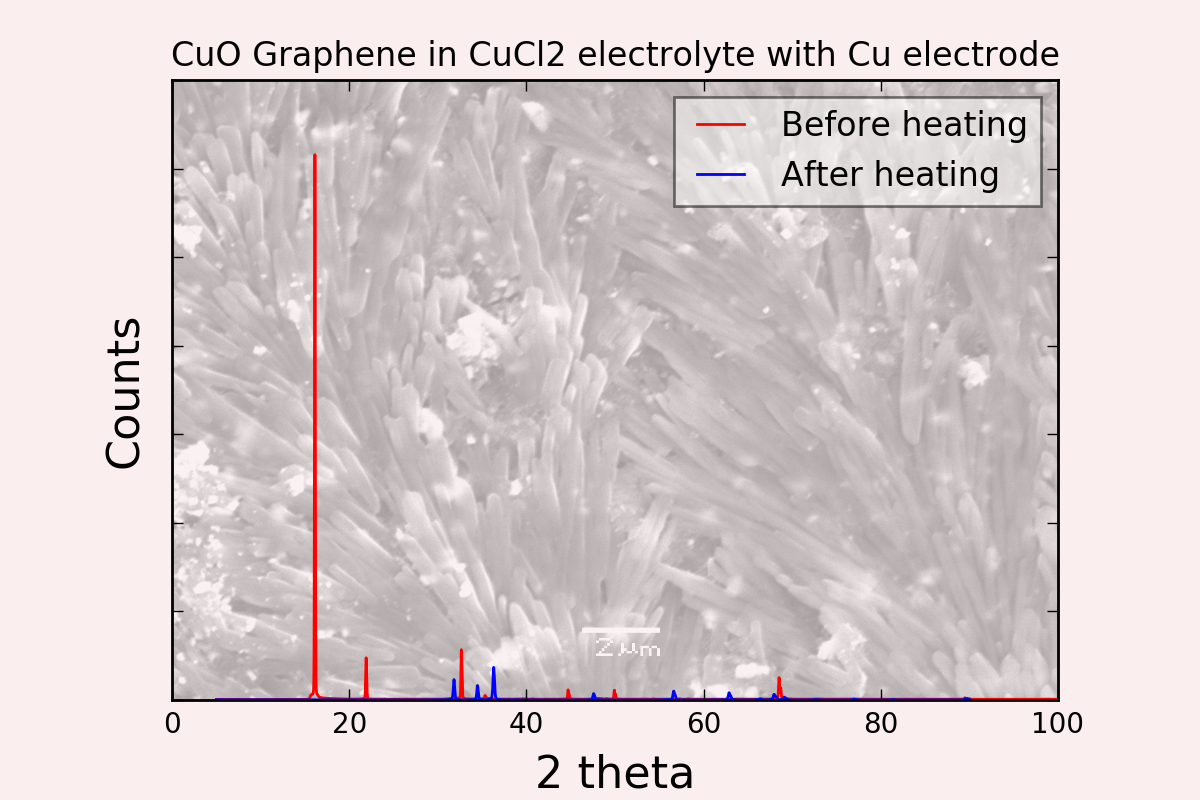 CuO Graphene in CuCl2 electrolyte with Cu electrode
Before heating
After heating
Counts
2 μm
0 20 40 60 80 100
2 theta